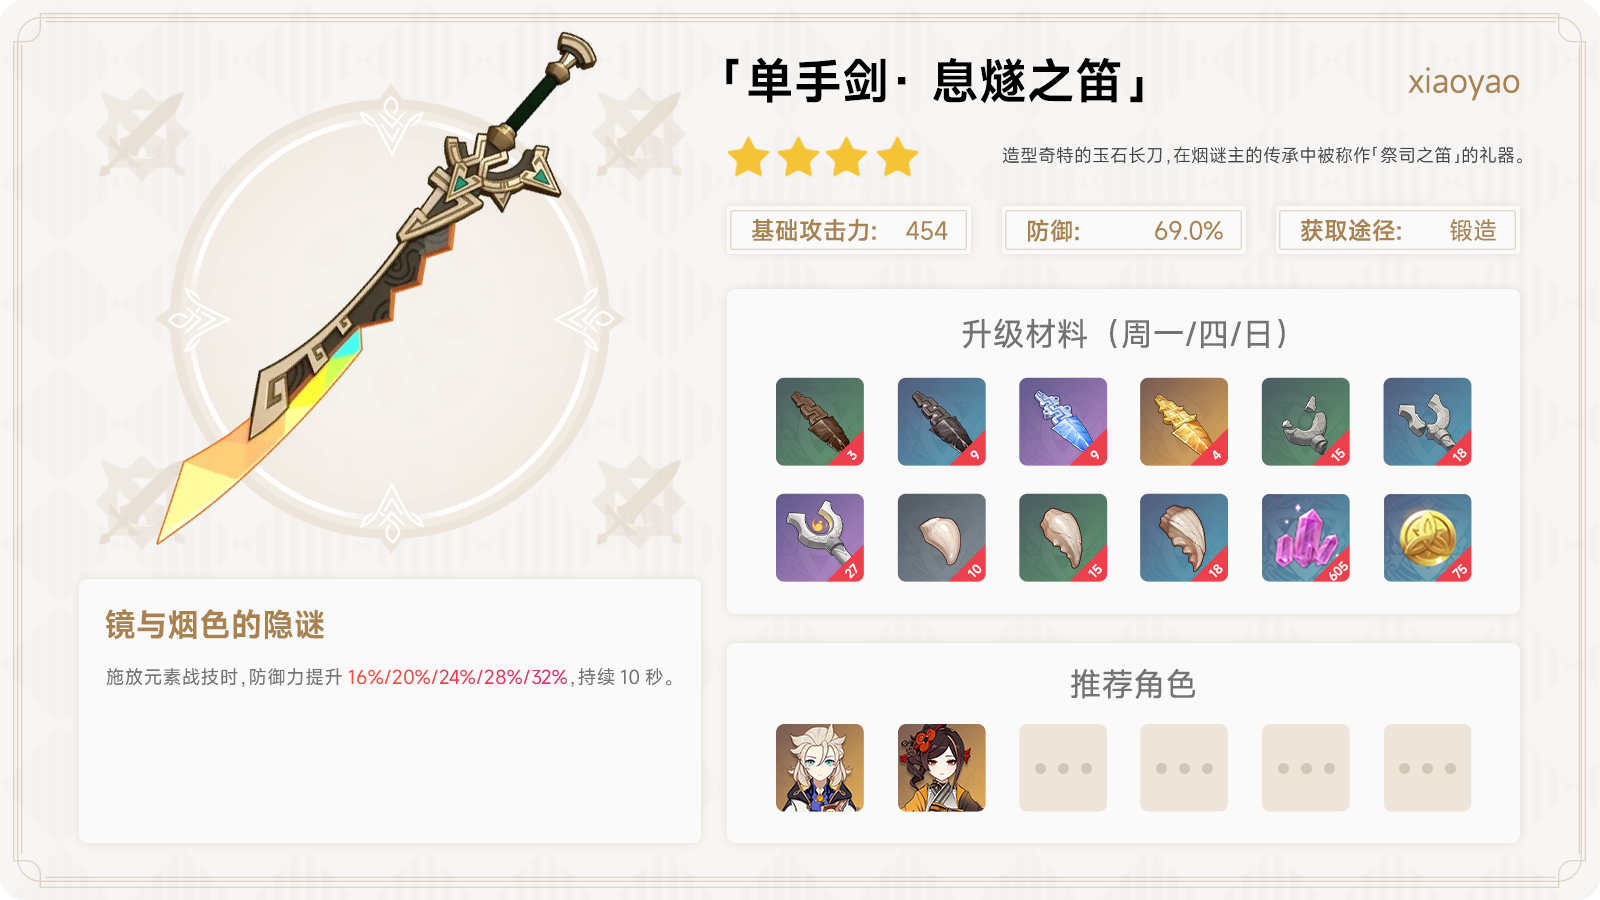 「单手剑· 息燧之笛」
xiaoyao
造型奇特的玉石长刀,在烟谜主的传承中被称作「祭司之笛」的礼器。
基础攻击力: 454
防御: 69.0%
获取途径: 锻造
升级材料（周一/四/日）
3 9 9 4 15 18
27 10 15 18 605 75
镜与烟色的隐谜
施放元素战技时,防御力提升 16%/20%/24%/28%/32%,持续 10 秒。
推荐角色